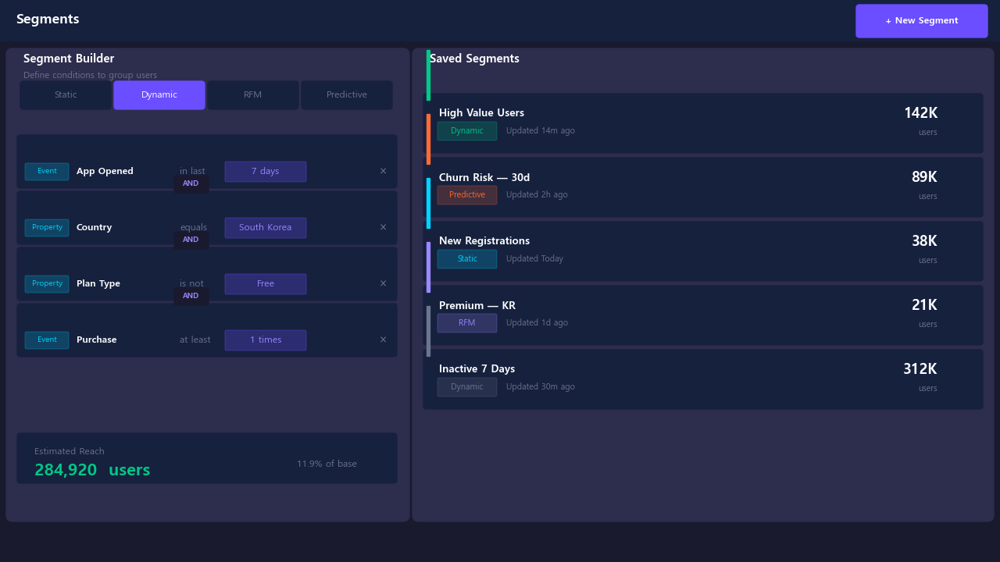 Segments
+ New Segment
Segment Builder
Define conditions to group users
Static
Dynamic
RFM
Predictive
Event
App Opened
in last
7 days
×
AND
Property
Country
equals
South Korea
×
AND
Property
Plan Type
is not
Free
×
AND
Event
Purchase
at least
1 times
×
Estimated Reach
284,920 users
11.9% of base
Saved Segments
High Value Users
142K
Dynamic
Updated 14m ago
users
Churn Risk — 30d
89K
Predictive
Updated 2h ago
users
New Registrations
38K
Static
Updated Today
users
Premium — KR
21K
RFM
Updated 1d ago
users
Inactive 7 Days
312K
Dynamic
Updated 30m ago
users